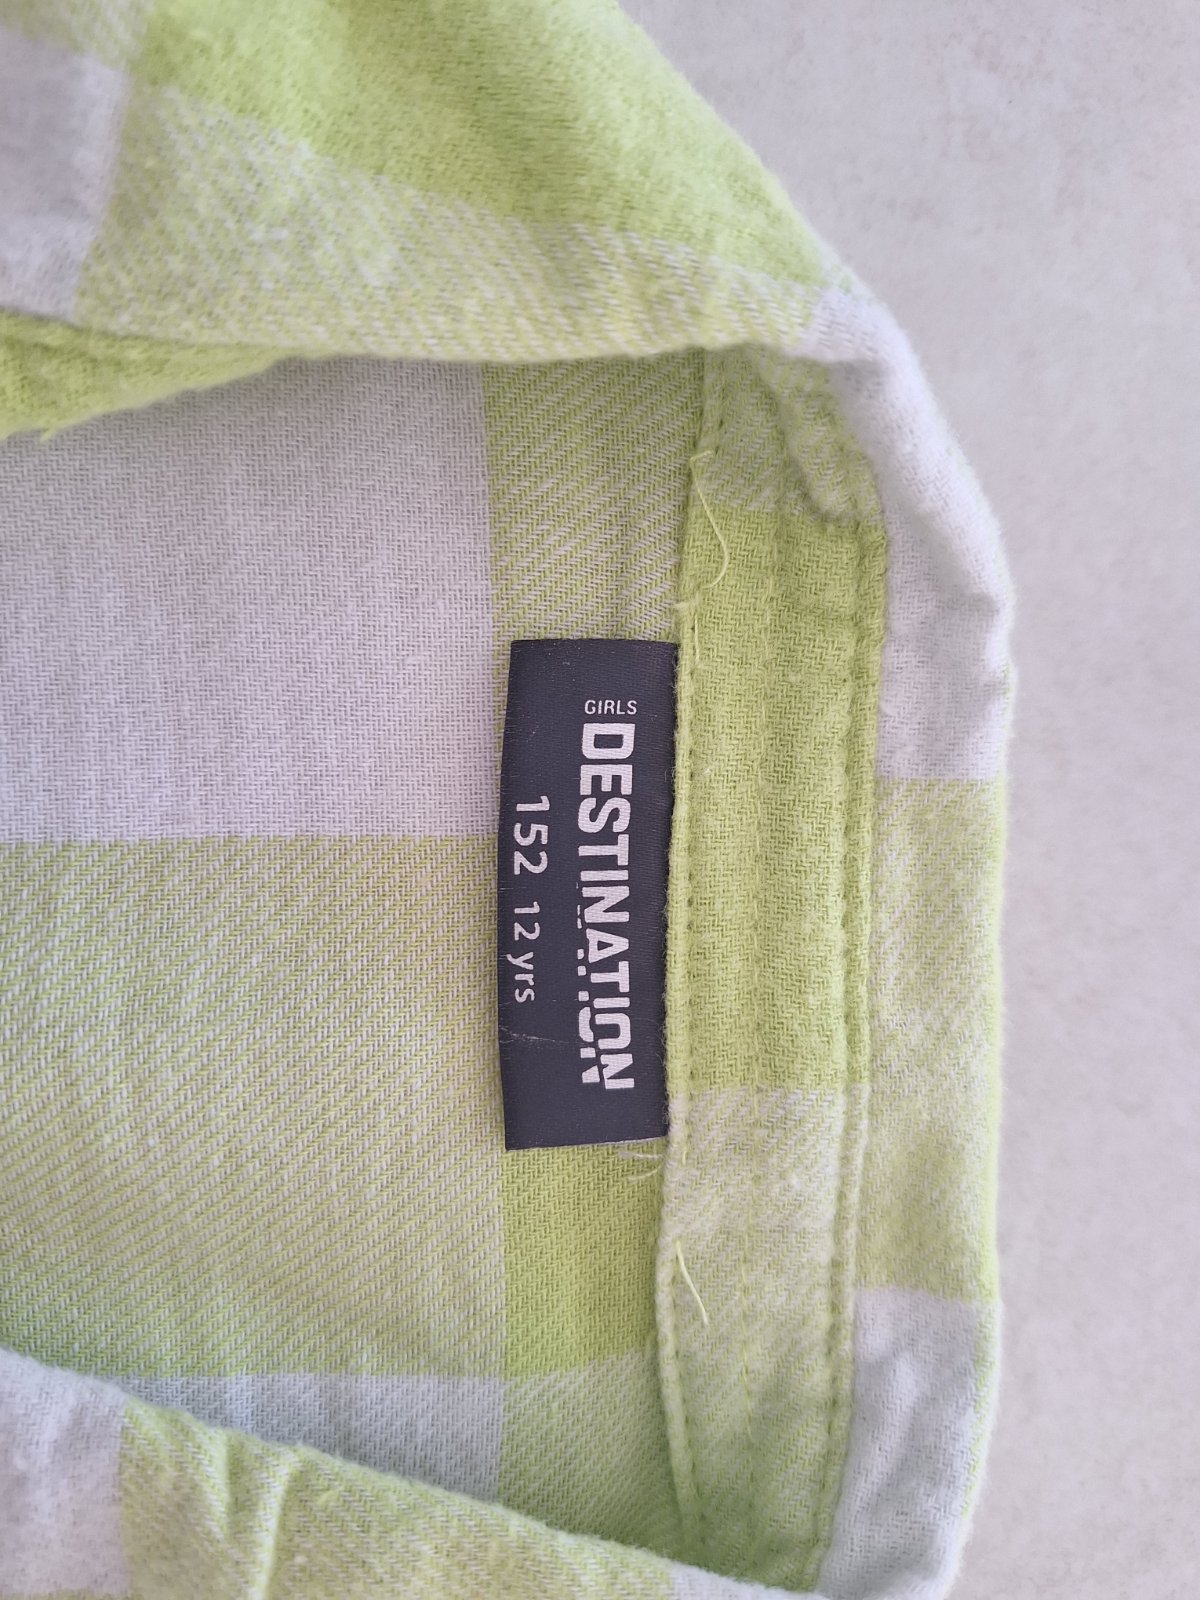 GIRLS
DESTINATION
152 12 yrs